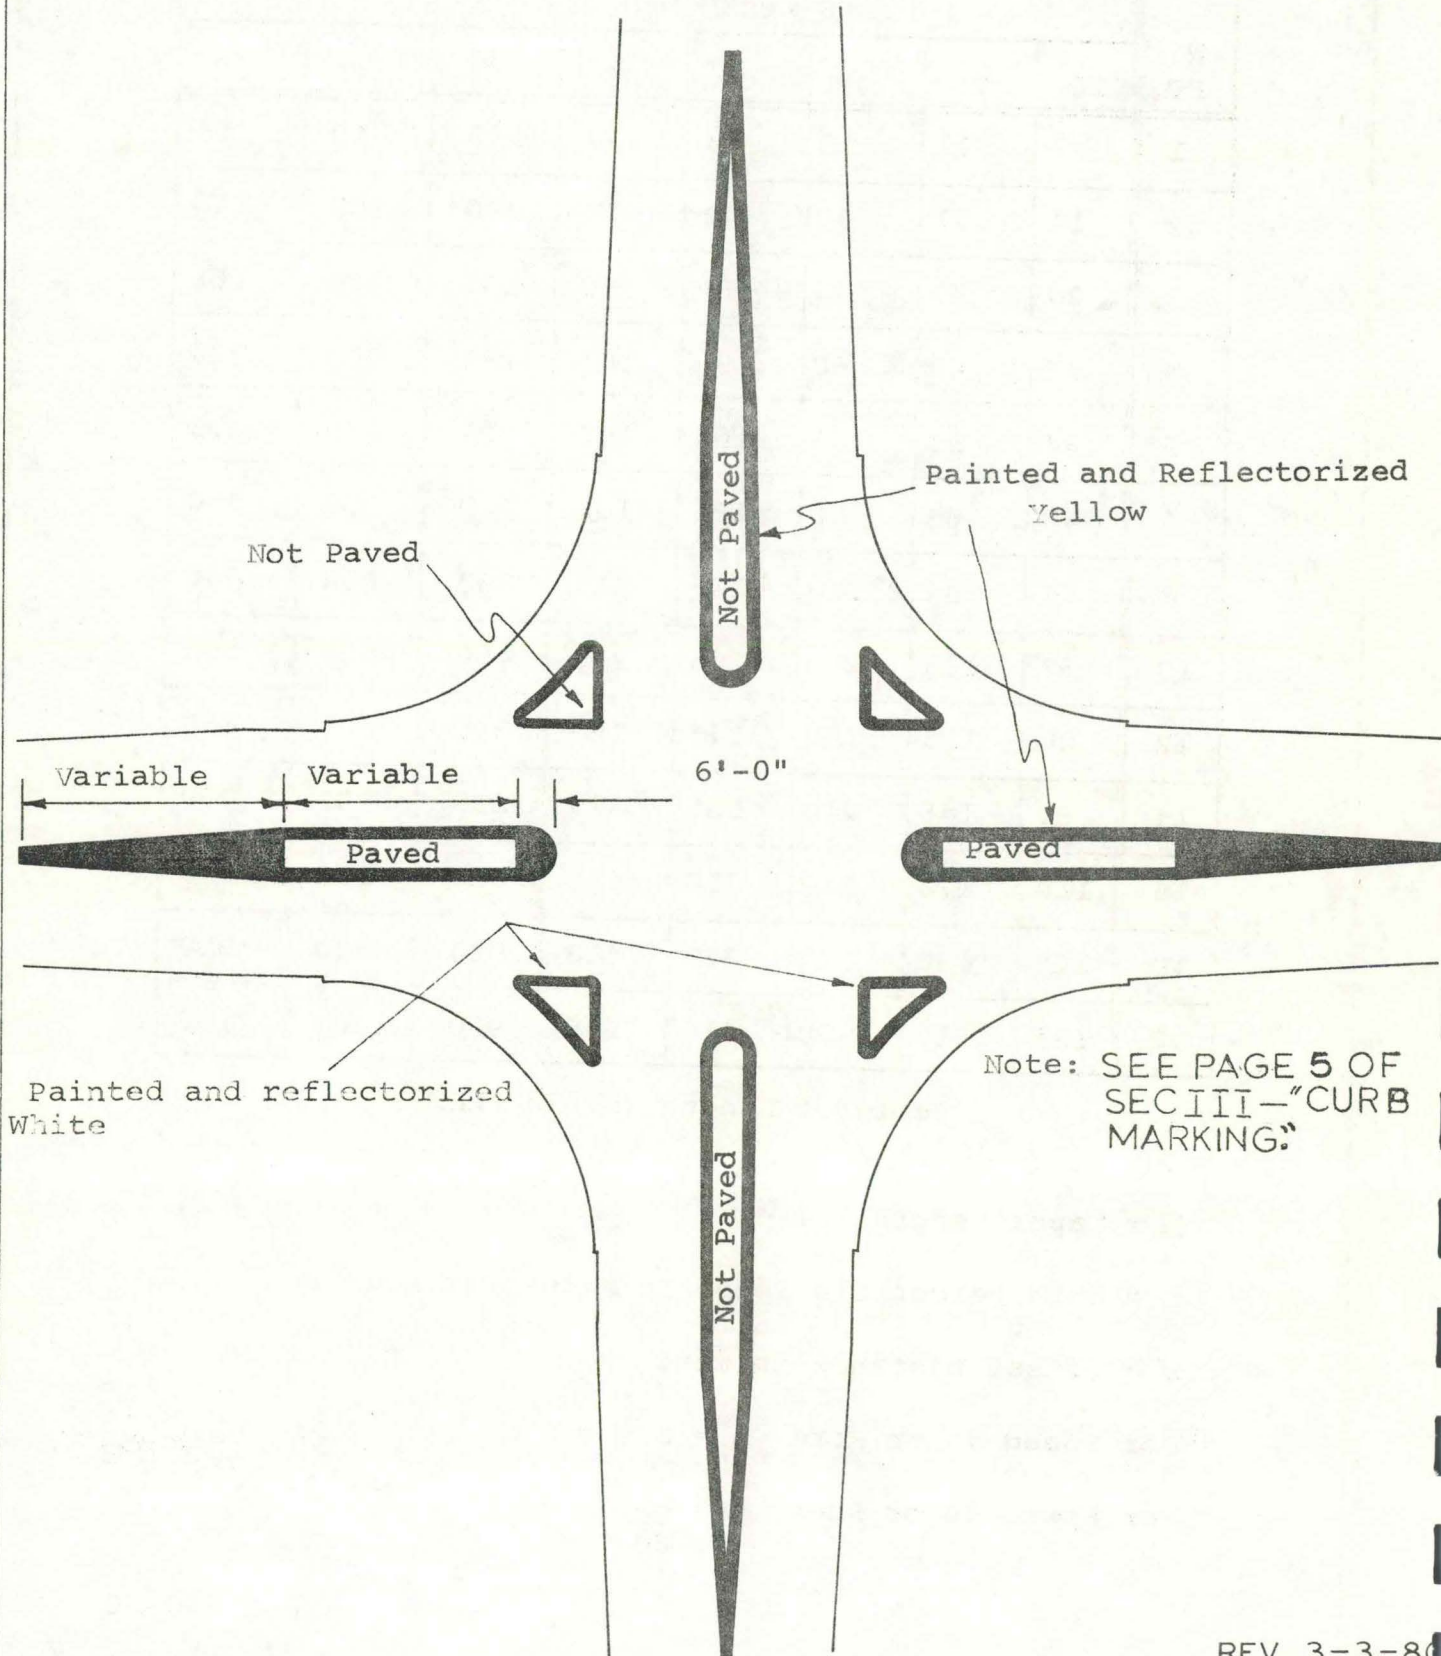 Not Paved
Painted and Reflectorized
Yellow
Not Paved
Variable
Variable
6'-0"
Paved
Paved
Painted and reflectorized
White
Note: SEE PAGE 5 OF
SEC III-"CURB
MARKING."
Not Paved
REV. 3-3-80